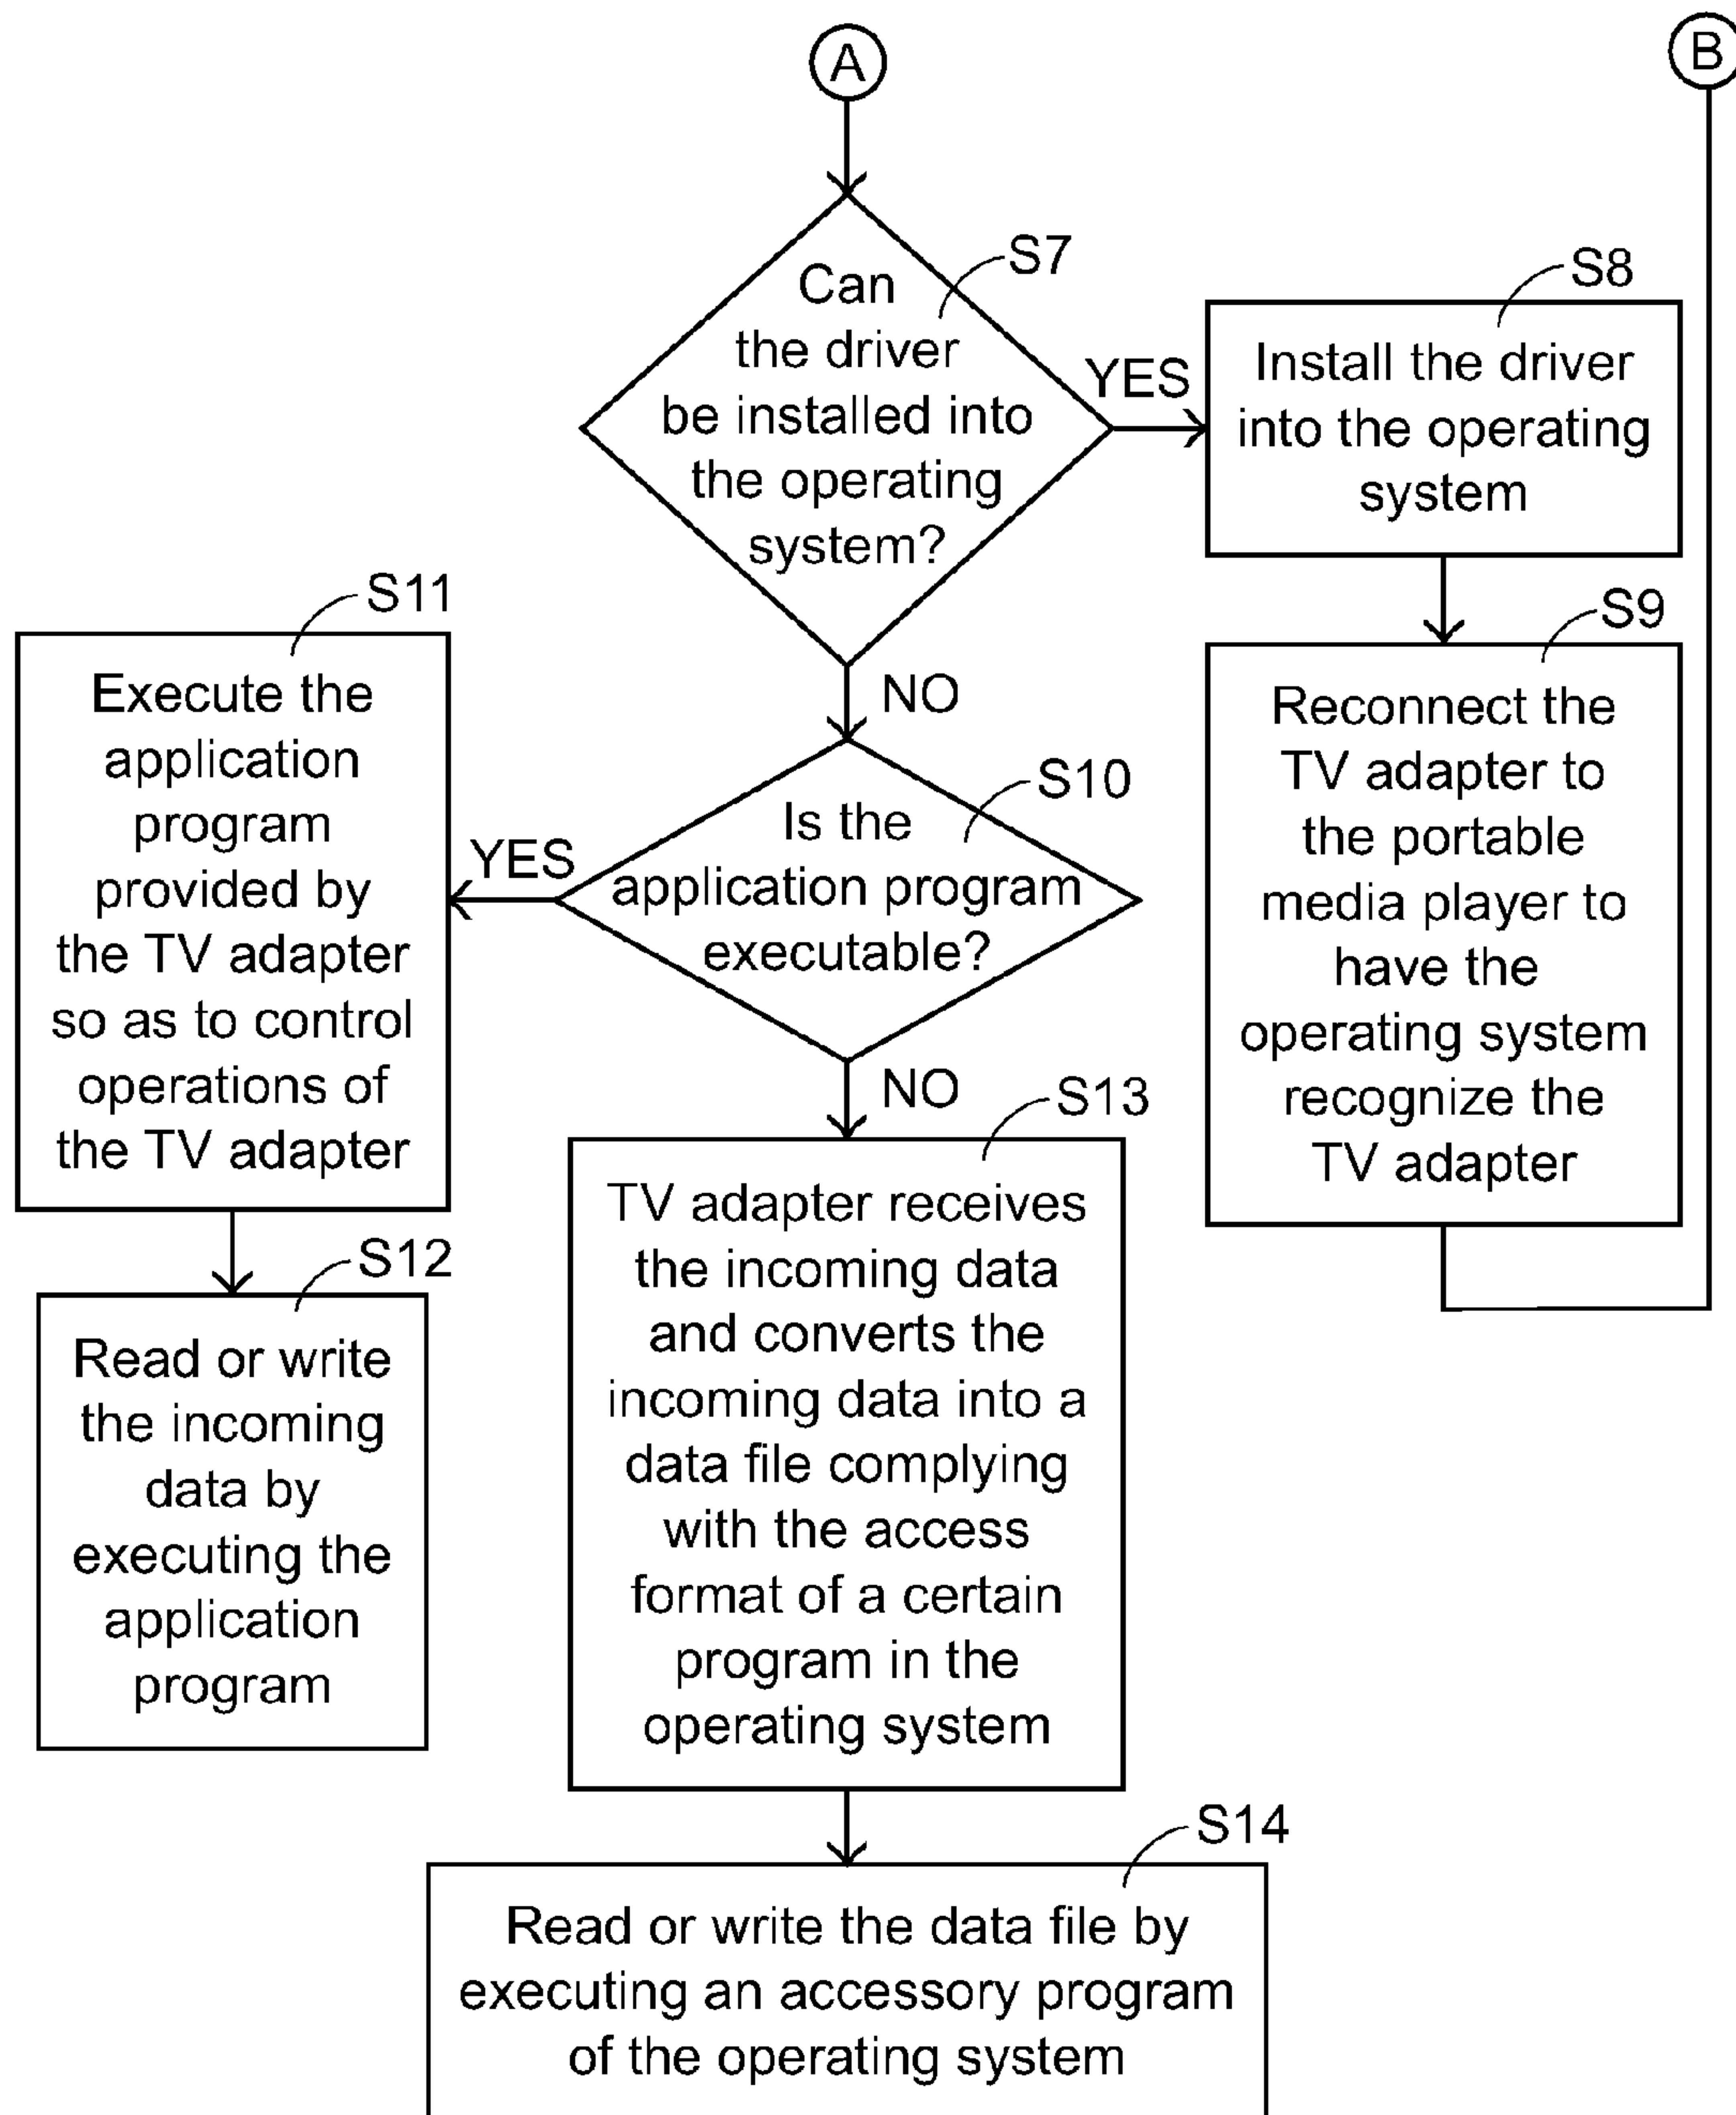 A
B
S7
Can
the driver
be installed into
the operating
system?
YES
S8
Install the driver
into the operating
system
S9
Reconnect the
TV adapter to
the portable
media player to
have the
operating system
recognize the
TV adapter
NO
S10
Is the
application program
executable?
YES
S11
Execute the
application
program
provided by
the TV adapter
so as to control
operations of
the TV adapter
S12
Read or write
the incoming
data by
executing the
application
program
NO
S13
TV adapter receives
the incoming data
and converts the
incoming data into a
data file complying
with the access
format of a certain
program in the
operating system
S14
Read or write the data file by
executing an accessory program
of the operating system